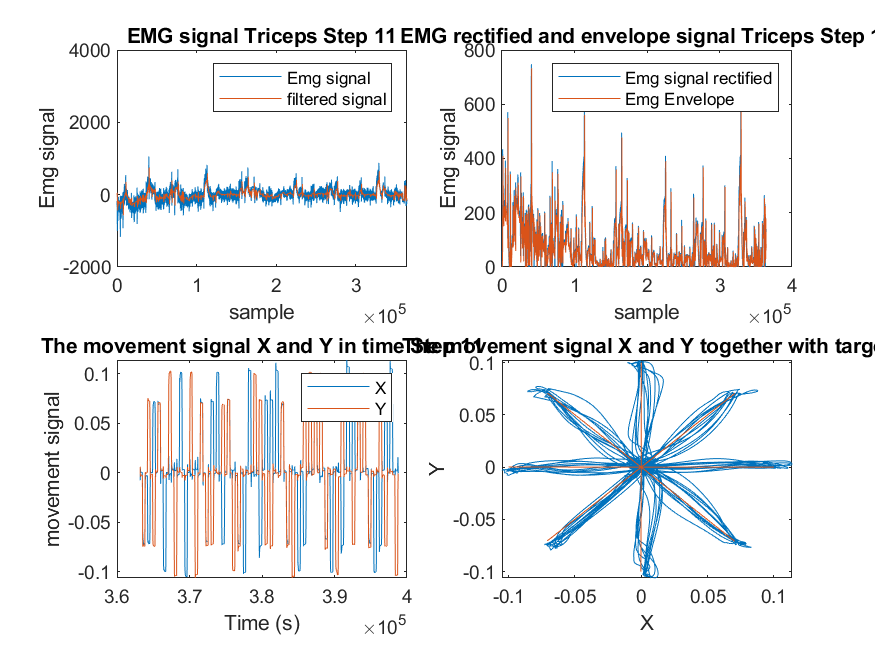 EMG signal Triceps Step 11
4000
2000
0
-2000
Emg signal
Emg signal
filtered signal
0 1 2 3
×10^5
sample
EMG rectified and envelope signal Triceps Step 1
800
600
400
200
0
Emg signal
Emg signal rectified
Emg Envelope
0 1 2 3 4
×10^5
sample
The movement signal X and Y in time Step 11
0.1
0.05
0
-0.05
-0.1
movement signal
X
Y
3.6 3.7 3.8 3.9 4
×10^5
Time (s)
The movement signal X and Y together with targe
0.1
0.05
0
-0.05
-0.1
Y
-0.1 -0.05 0 0.05 0.1
X